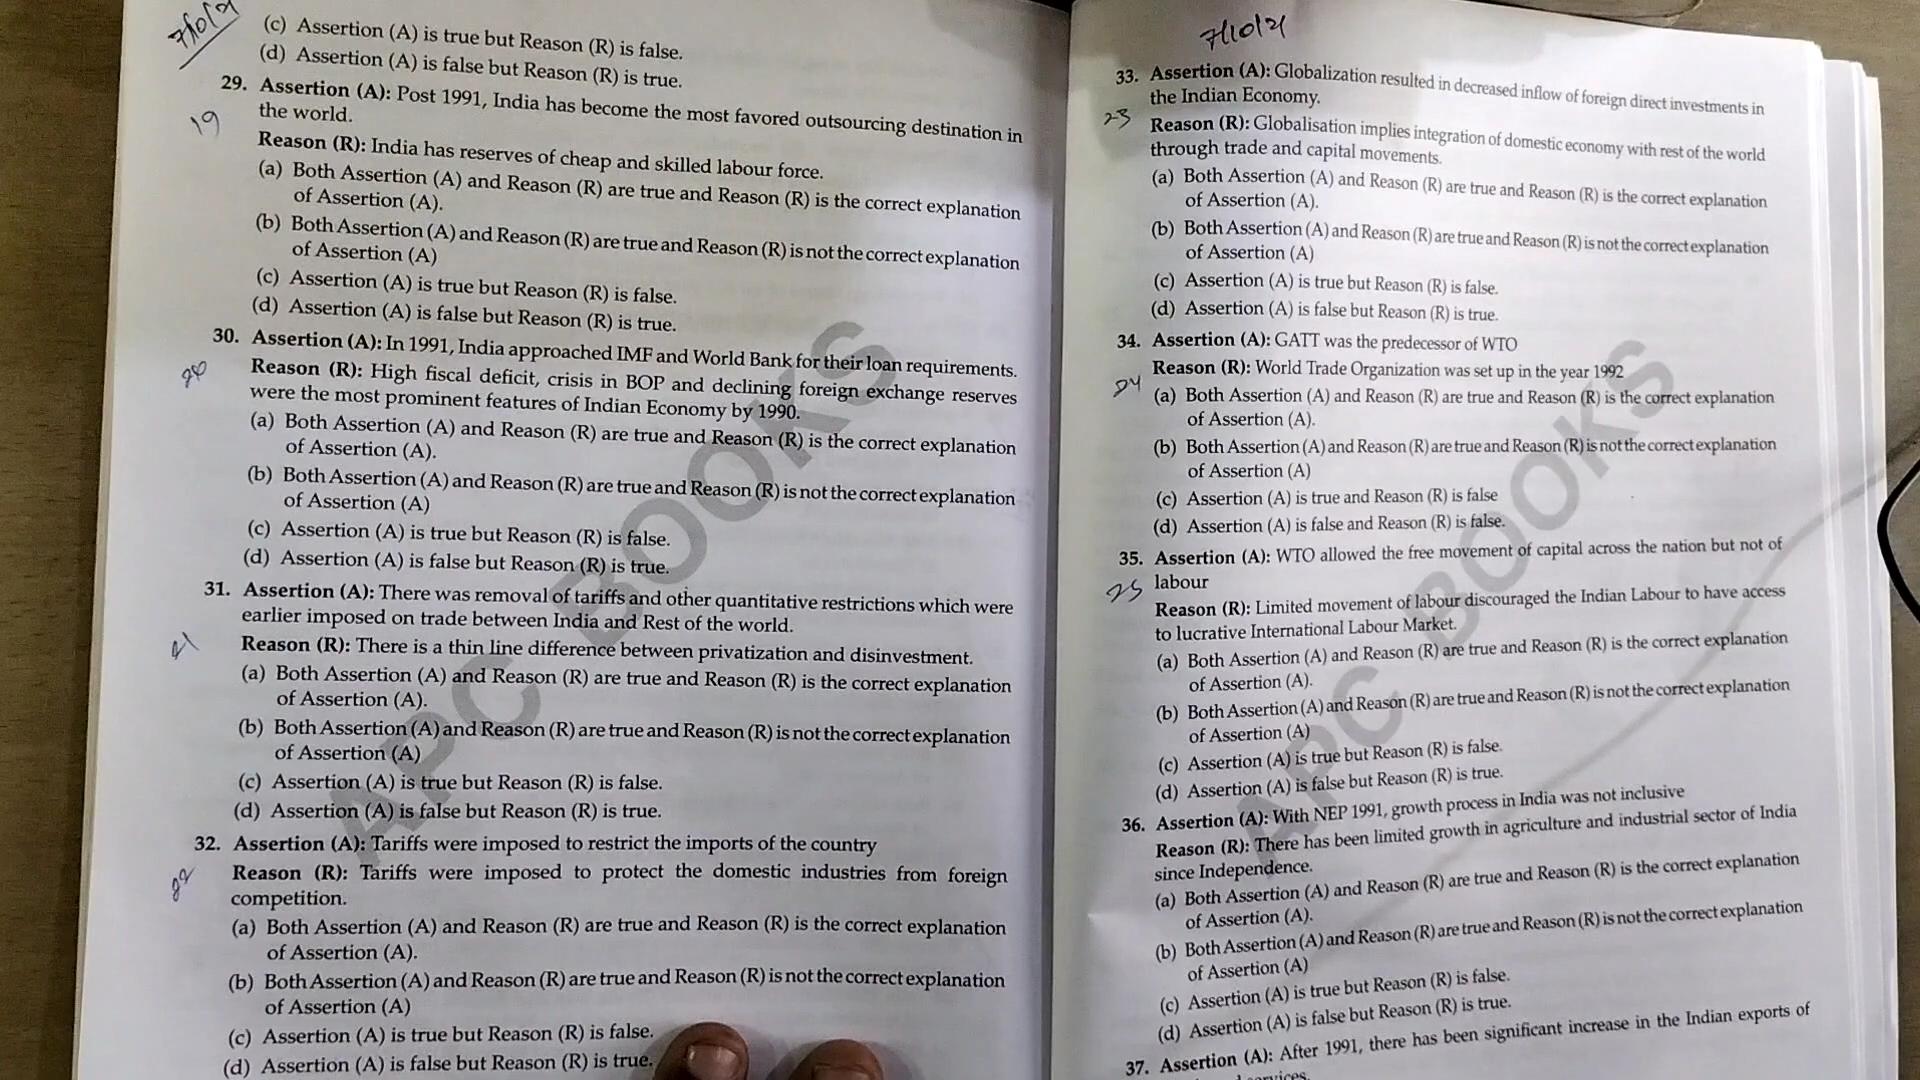 7/10/21
(c) Assertion (A) is true but Reason (R) is false.
(d) Assertion (A) is false but Reason (R) is true.
29. Assertion (A): Post 1991, India has become the most favored outsourcing destination in
the world.
19
Reason (R): India has reserves of cheap and skilled labour force.
(a) Both Assertion (A) and Reason (R) are true and Reason (R) is the correct explanation
of Assertion (A).
(b) Both Assertion (A) and Reason (R) are true and Reason (R) is not the correct explanation
of Assertion (A)
(c) Assertion (A) is true but Reason (R) is false.
(d) Assertion (A) is false but Reason (R) is true.
30. Assertion (A): In 1991, India approached IMF and World Bank for their loan requirements.
20
Reason (R): High fiscal deficit, crisis in BOP and declining foreign exchange reserves
were the most prominent features of Indian Economy by 1990.
(a) Both Assertion (A) and Reason (R) are true and Reason (R) is the correct explanation
of Assertion (A).
(b) Both Assertion (A) and Reason (R) are true and Reason (R) is not the correct explanation
of Assertion (A)
(c) Assertion (A) is true but Reason (R) is false.
(d) Assertion (A) is false but Reason (R) is true.
31. Assertion (A): There was removal of tariffs and other quantitative restrictions which were
earlier imposed on trade between India and Rest of the world.
21
Reason (R): There is a thin line difference between privatization and disinvestment.
(a) Both Assertion (A) and Reason (R) are true and Reason (R) is the correct explanation
of Assertion (A).
(b) Both Assertion (A) and Reason (R) are true and Reason (R) is not the correct explanation
of Assertion (A)
(c) Assertion (A) is true but Reason (R) is false.
(d) Assertion (A) is false but Reason (R) is true.
32. Assertion (A): Tariffs were imposed to restrict the imports of the country
22
Reason (R): Tariffs were imposed to protect the domestic industries from foreign
competition.
(a) Both Assertion (A) and Reason (R) are true and Reason (R) is the correct explanation
of Assertion (A).
(b) Both Assertion (A) and Reason (R) are true and Reason (R) is not the correct explanation
of Assertion (A)
(c) Assertion (A) is true but Reason (R) is false.
(d) Assertion (A) is false but Reason (R) is true.
APC BOOKS
7/10/21
33. Assertion (A): Globalization resulted in decreased inflow of foreign direct investments in
the Indian Economy.
23
Reason (R): Globalisation implies integration of domestic economy with rest of the world
through trade and capital movements.
(a) Both Assertion (A) and Reason (R) are true and Reason (R) is the correct explanation
of Assertion (A).
(b) Both Assertion (A) and Reason (R) are true and Reason (R) is not the correct explanation
of Assertion (A)
(c) Assertion (A) is true but Reason (R) is false.
(d) Assertion (A) is false but Reason (R) is true.
34. Assertion (A): GATT was the predecessor of WTO
Reason (R): World Trade Organization was set up in the year 1992
24
(a) Both Assertion (A) and Reason (R) are true and Reason (R) is the correct explanation
of Assertion (A).
(b) Both Assertion (A) and Reason (R) are true and Reason (R) is not the correct explanation
of Assertion (A)
(c) Assertion (A) is true and Reason (R) is false
(d) Assertion (A) is false and Reason (R) is false.
35. Assertion (A): WTO allowed the free movement of capital across the nation but not of
labour
25
Reason (R): Limited movement of labour discouraged the Indian Labour to have access
to lucrative International Labour Market.
(a) Both Assertion (A) and Reason (R) are true and Reason (R) is the correct explanation
of Assertion (A).
(b) Both Assertion (A) and Reason (R) are true and Reason (R) is not the correct explanation
of Assertion (A)
(c) Assertion (A) is true but Reason (R) is false.
(d) Assertion (A) is false but Reason (R) is true.
36. Assertion (A): With NEP 1991, growth process in India was not inclusive
Reason (R): There has been limited growth in agriculture and industrial sector of India
since Independence.
(a) Both Assertion (A) and Reason (R) are true and Reason (R) is the correct explanation
of Assertion (A).
(b) Both Assertion (A) and Reason (R) are true and Reason (R) is not the correct explanation
of Assertion (A)
(c) Assertion (A) is true but Reason (R) is false.
(d) Assertion (A) is false but Reason (R) is true.
37. Assertion (A): After 1991, there has been significant increase in the Indian exports of
APC BOOKS